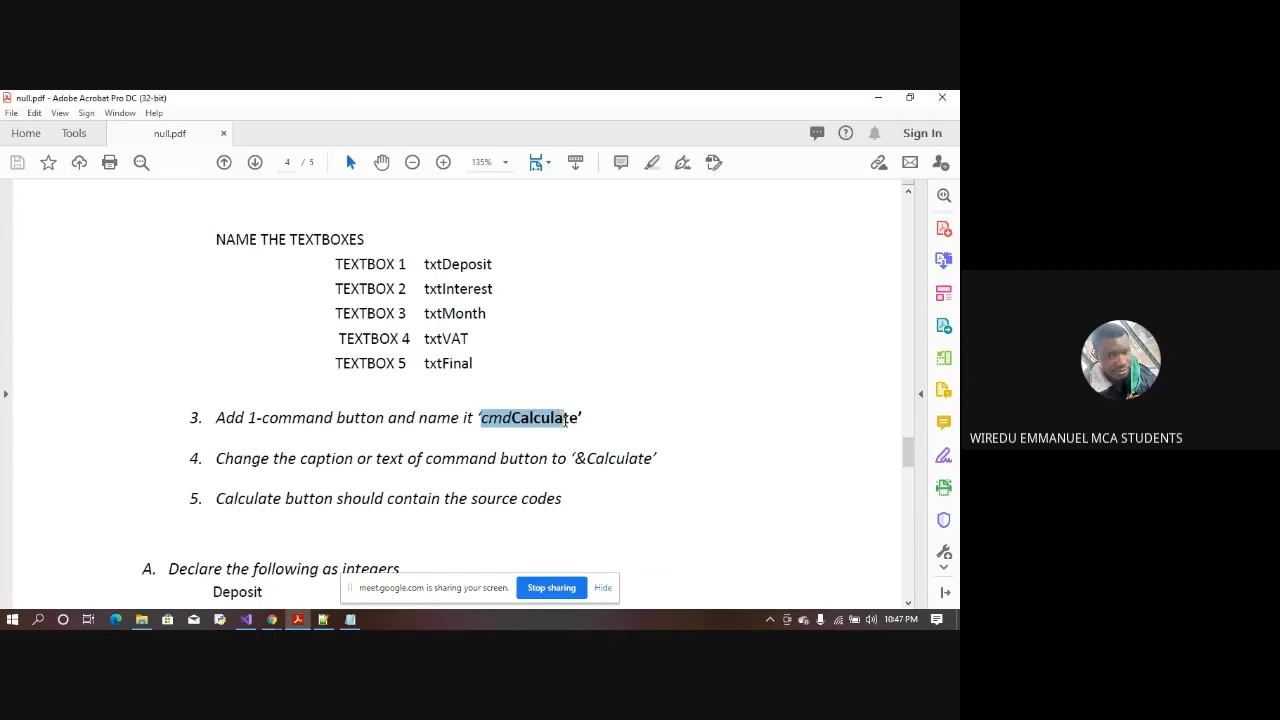 null.pdf - Adobe Acrobat Pro DC (32-bit)
File Edit View Sign Window Help
Home Tools null.pdf × Sign In
4 / 5 135%
NAME THE TEXTBOXES
TEXTBOX 1 txtDeposit
TEXTBOX 2 txtInterest
TEXTBOX 3 txtMonth
TEXTBOX 4 txtVAT
TEXTBOX 5 txtFinal
3. Add 1-command button and name it ‘cmdCalculate’
4. Change the caption or text of command button to ‘&Calculate’
5. Calculate button should contain the source codes
A. Declare the following as integers
Deposit
meet.google.com is sharing your screen. Stop sharing Hide
10:47 PM
WIREDU EMMANUEL MCA STUDENTS